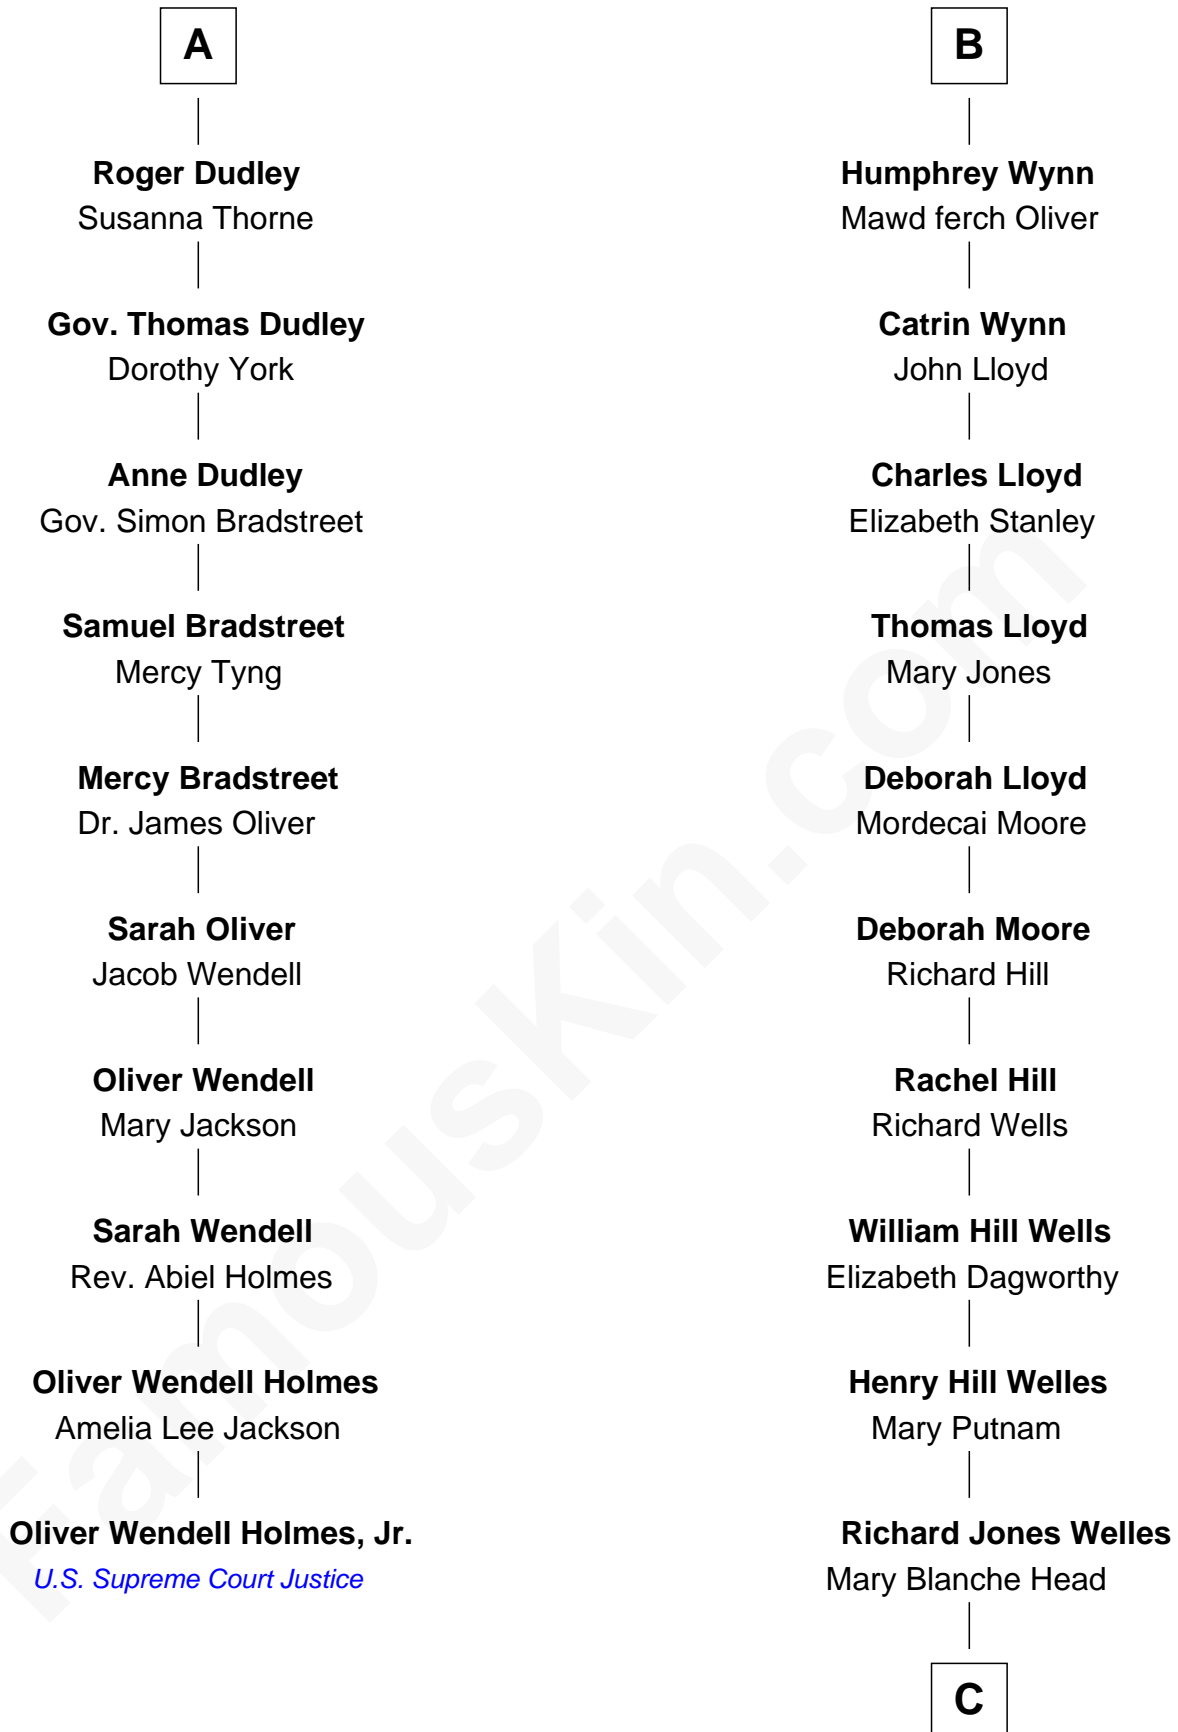 A
Roger Dudley
Susanna Thorne
Gov. Thomas Dudley
Dorothy York
Anne Dudley
Gov. Simon Bradstreet
Samuel Bradstreet
Mercy Tyng
Mercy Bradstreet
Dr. James Oliver
Sarah Oliver
Jacob Wendell
Oliver Wendell
Mary Jackson
Sarah Wendell
Rev. Abiel Holmes
Oliver Wendell Holmes
Amelia Lee Jackson
Oliver Wendell Holmes, Jr.
U.S. Supreme Court Justice
B
Humphrey Wynn
Mawd ferch Oliver
Catrin Wynn
John Lloyd
Charles Lloyd
Elizabeth Stanley
Thomas Lloyd
Mary Jones
Deborah Lloyd
Mordecai Moore
Deborah Moore
Richard Hill
Rachel Hill
Richard Wells
William Hill Wells
Elizabeth Dagworthy
Henry Hill Welles
Mary Putnam
Richard Jones Welles
Mary Blanche Head
C
FamousKin.com